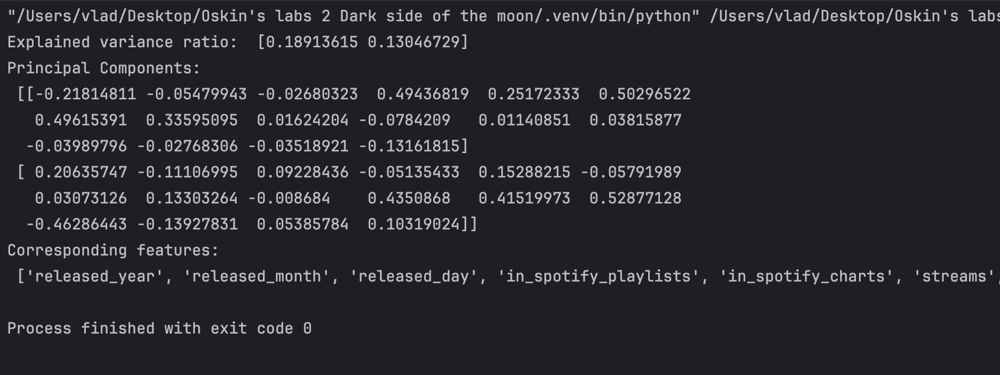 "/Users/vlad/Desktop/Oskin's labs 2 Dark side of the moon/.venv/bin/python" /Users/vlad/Desktop/Oskin's labs
Explained variance ratio:  [0.18913615 0.13046729]
Principal Components:
 [[-0.21814811 -0.05479943 -0.02680323  0.49436819  0.25172333  0.50296522
   0.49615391  0.33595095  0.01624204 -0.0784209   0.01140851  0.03815877
  -0.03989796 -0.02768306 -0.03518921 -0.13161815]
 [ 0.20635747 -0.11106995  0.09228436 -0.05135433  0.15288215 -0.05791989
   0.03073126  0.13303264 -0.008684    0.4350868   0.41519973  0.52877128
  -0.46286443 -0.13927831  0.05385784  0.10319024]]
Corresponding features:
 ['released_year', 'released_month', 'released_day', 'in_spotify_playlists', 'in_spotify_charts', 'streams',
Process finished with exit code 0